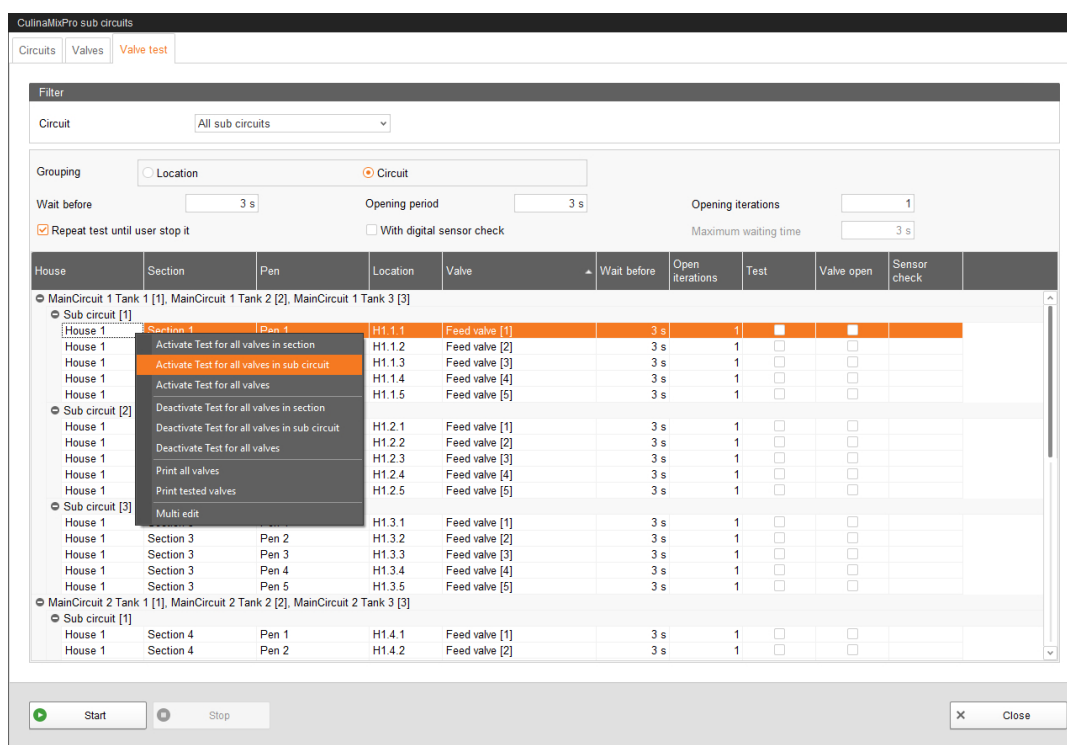 CulinaMixPro sub circuits
Circuits Valves Valve test
Filter
Circuit All sub circuits
Grouping Location Circuit
Wait before 3 s Opening period 3 s Opening iterations 1
Repeat test until user stop it With digital sensor check Maximum waiting time 3 s
House Section Pen Location Valve Wait before Open iterations Test Valve open Sensor check
MainCircuit 1 Tank 1 [1], MainCircuit 1 Tank 2 [2], MainCircuit 1 Tank 3 [3]
Sub circuit [1]
House 1 Section 1 Pen 1 H1.1.1 Feed valve [1] 3 s 1
House 1 Activate Test for all valves in section H1.1.2 Feed valve [2] 3 s 1
House 1 Activate Test for all valves in sub circuit H1.1.3 Feed valve [3] 3 s 1
House 1 Activate Test for all valves H1.1.4 Feed valve [4] 3 s 1
House 1 H1.1.5 Feed valve [5] 3 s 1
Sub circuit [2] Deactivate Test for all valves in section
House 1 Deactivate Test for all valves in sub circuit H1.2.1 Feed valve [1] 3 s 1
House 1 Deactivate Test for all valves H1.2.2 Feed valve [2] 3 s 1
House 1 H1.2.3 Feed valve [3] 3 s 1
House 1 Print all valves H1.2.4 Feed valve [4] 3 s 1
House 1 Print tested valves H1.2.5 Feed valve [5] 3 s 1
Sub circuit [3] Multi edit
House 1 H1.3.1 Feed valve [1] 3 s 1
House 1 Section 3 Pen 2 H1.3.2 Feed valve [2] 3 s 1
House 1 Section 3 Pen 3 H1.3.3 Feed valve [3] 3 s 1
House 1 Section 3 Pen 4 H1.3.4 Feed valve [4] 3 s 1
House 1 Section 3 Pen 5 H1.3.5 Feed valve [5] 3 s 1
MainCircuit 2 Tank 1 [1], MainCircuit 2 Tank 2 [2], MainCircuit 2 Tank 3 [3]
Sub circuit [1]
House 1 Section 4 Pen 1 H1.4.1 Feed valve [1] 3 s 1
House 1 Section 4 Pen 2 H1.4.2 Feed valve [2] 3 s 1
Start Stop Close